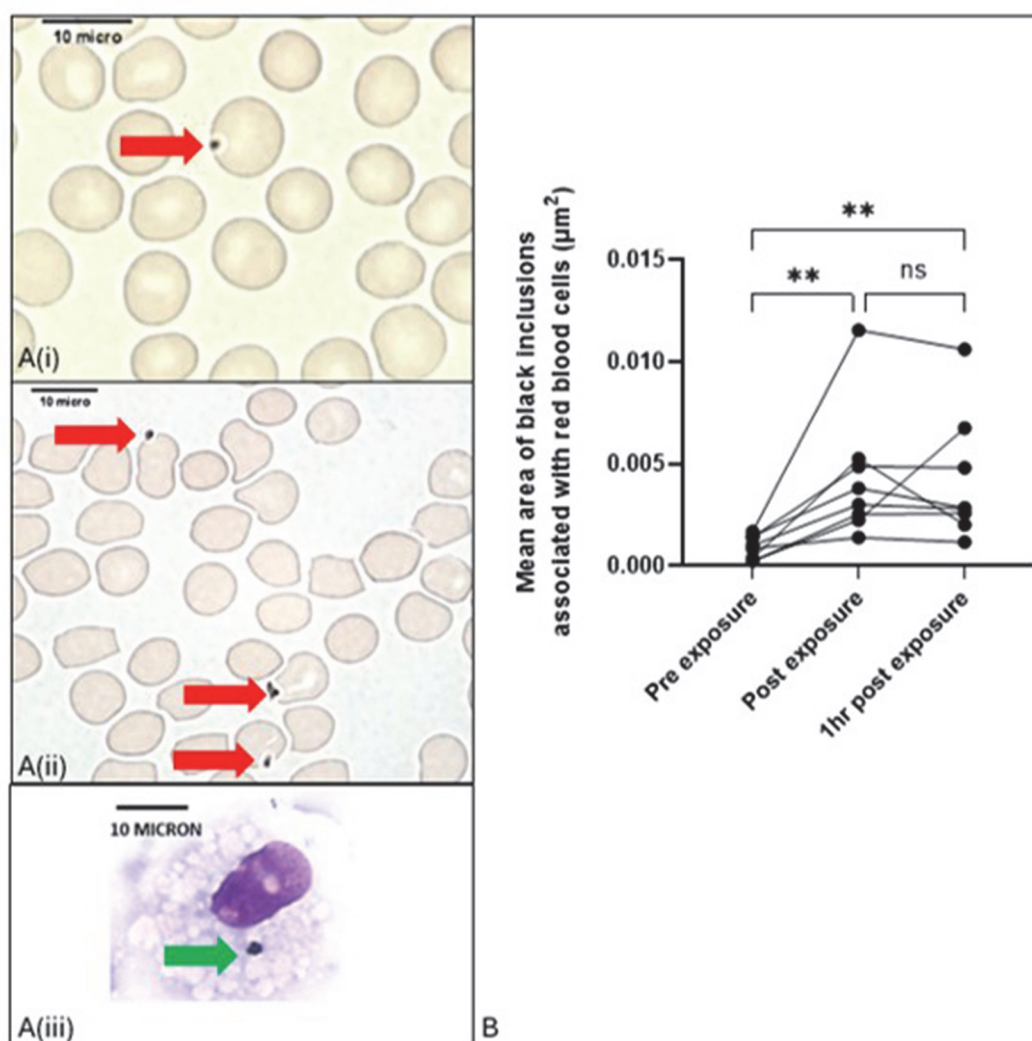 10 micro
A(i)
10 micro
A(ii)
10 MICRON
A(iii)
Mean area of black inclusions
associated with red blood cells (µm²)
**
**
ns
0.015
0.010
0.005
0.000
Pre exposure
Post exposure
1hr post exposure
B